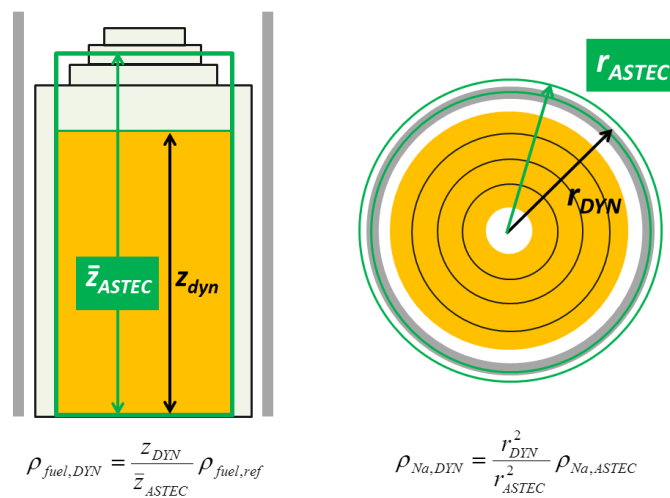 r_ASTEC
r_DYN
z̄_ASTEC
z_dyn
ρ_fuel,DYN = z_DYN / z̄_ASTEC ρ_fuel,ref
ρ_Na,DYN = r²_DYN / r²_ASTEC ρ_Na,ASTEC